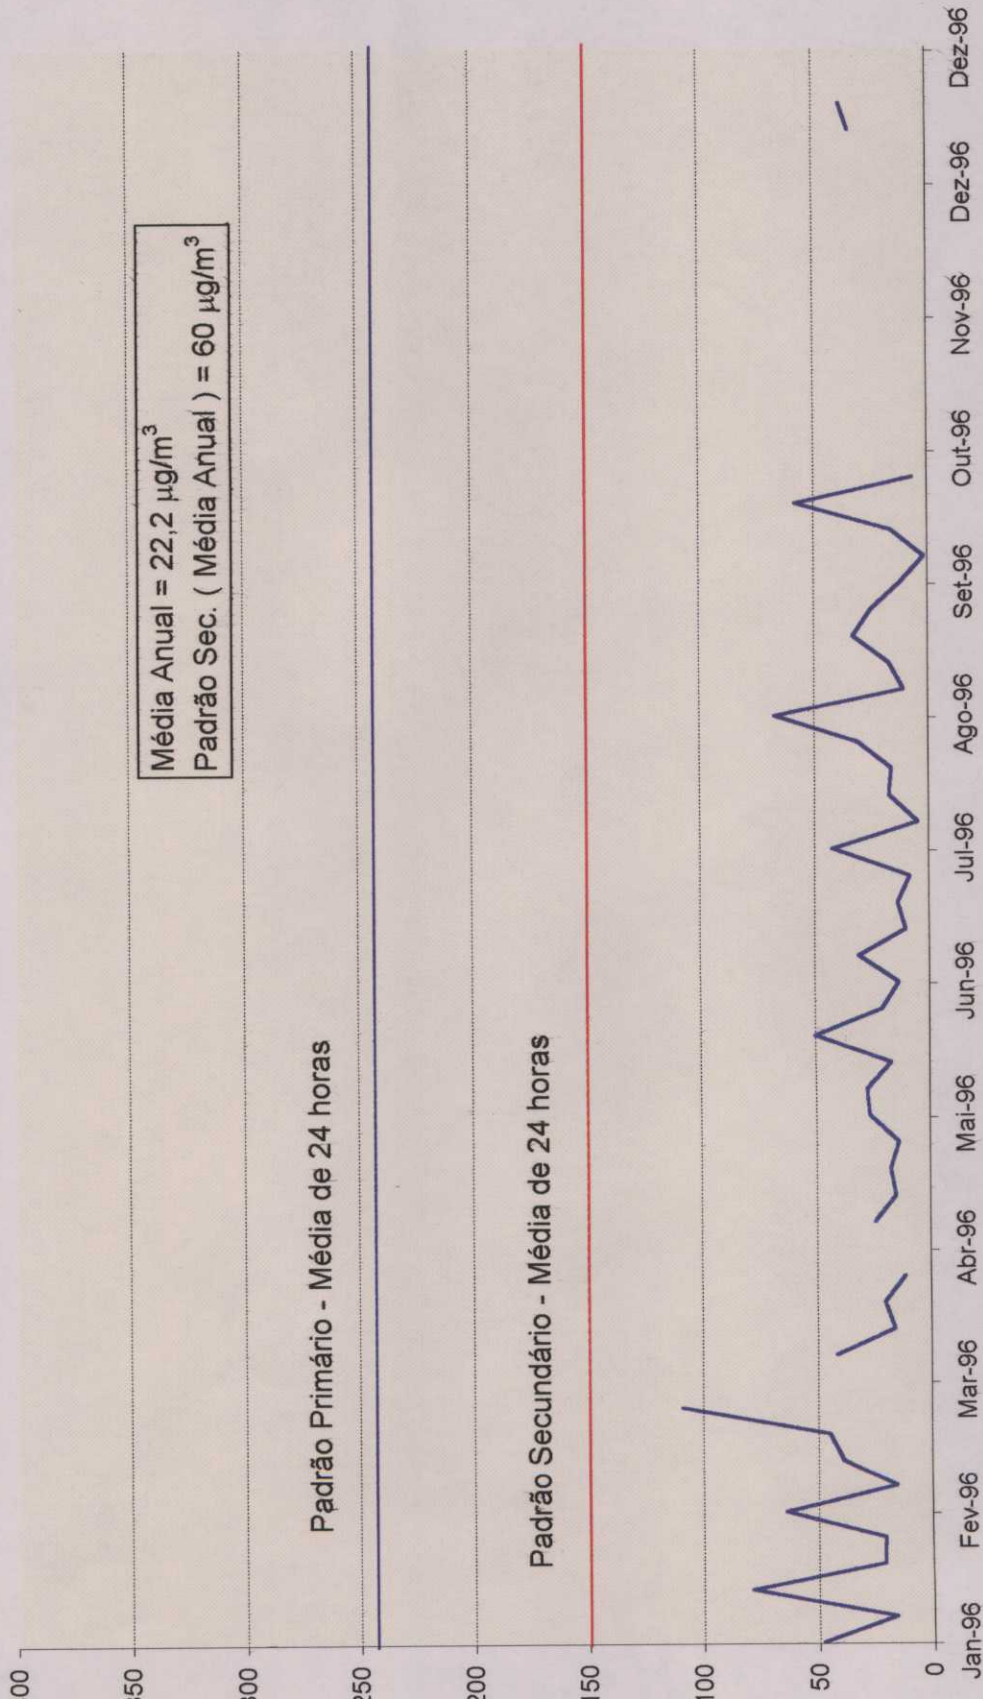 00
350
300
250
200
150
100
50
0
Média Anual = 22,2 µg/m³
Padrão Sec. ( Média Anual ) = 60 µg/m³
Padrão Primário - Média de 24 horas
Padrão Secundário - Média de 24 horas
Jan-96
Fev-96
Mar-96
Abr-96
Mai-96
Jun-96
Jul-96
Ago-96
Set-96
Out-96
Nov-96
Dez-96
Dez-96